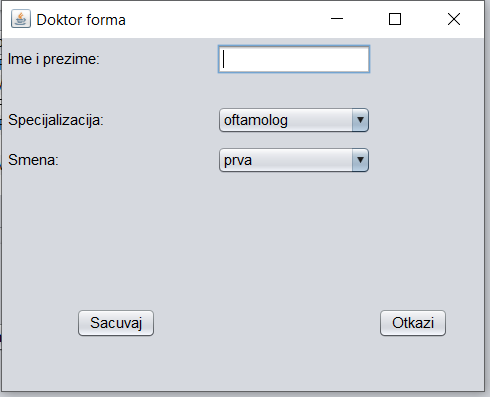 Doktor forma
Ime i prezime:
Specijalizacija: oftamolog
Smena: prva
Sacuvaj Otkazi